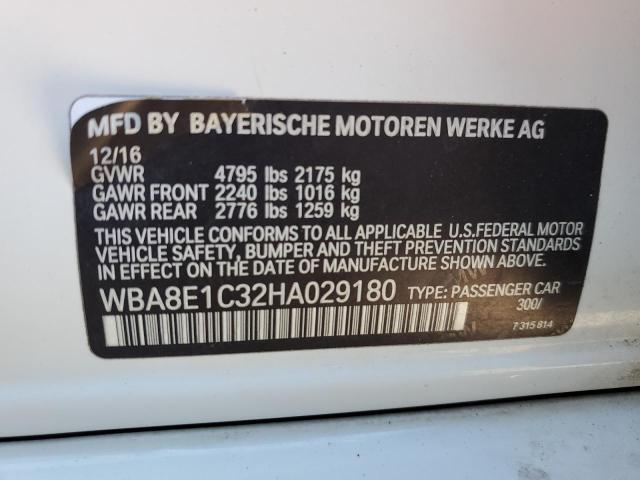 MFD BY BAYERISCHE MOTOREN WERKE AG
12/16
GVWR 4795 lbs 2175 kg
GAWR FRONT 2240 lbs 1016 kg
GAWR REAR 2776 lbs 1259 kg
THIS VEHICLE CONFORMS TO ALL APPLICABLE U.S.FEDERAL MOTOR
VEHICLE SAFETY, BUMPER AND THEFT PREVENTION STANDARDS
IN EFFECT ON THE DATE OF MANUFACTURE SHOWN ABOVE.
WBA8E1C32HA029180 TYPE: PASSENGER CAR
300/
7 315 814